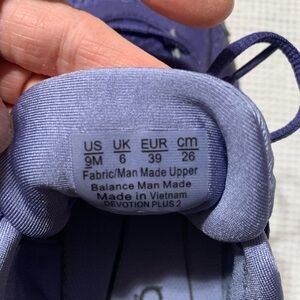 US UK EUR cm
9M 6 39 26
Fabric/Man Made Upper
Balance Man Made
Made in Vietnam
DEVOTION PLUS 2